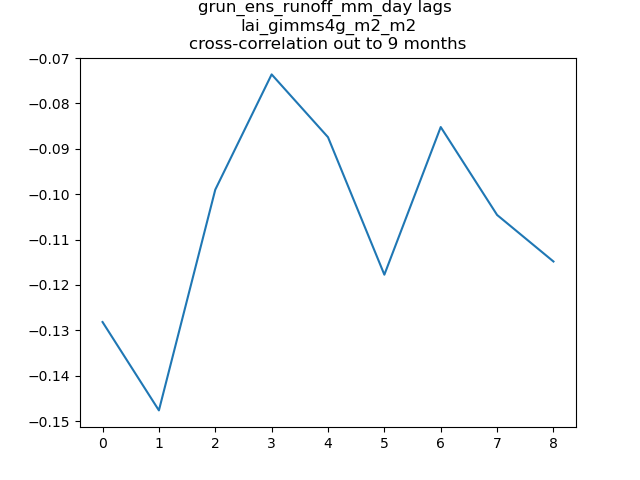 grun_ens_runoff_mm_day lags
lai_gimms4g_m2_m2
cross-correlation out to 9 months
−0.07
−0.08
−0.09
−0.10
−0.11
−0.12
−0.13
−0.14
−0.15
0 1 2 3 4 5 6 7 8